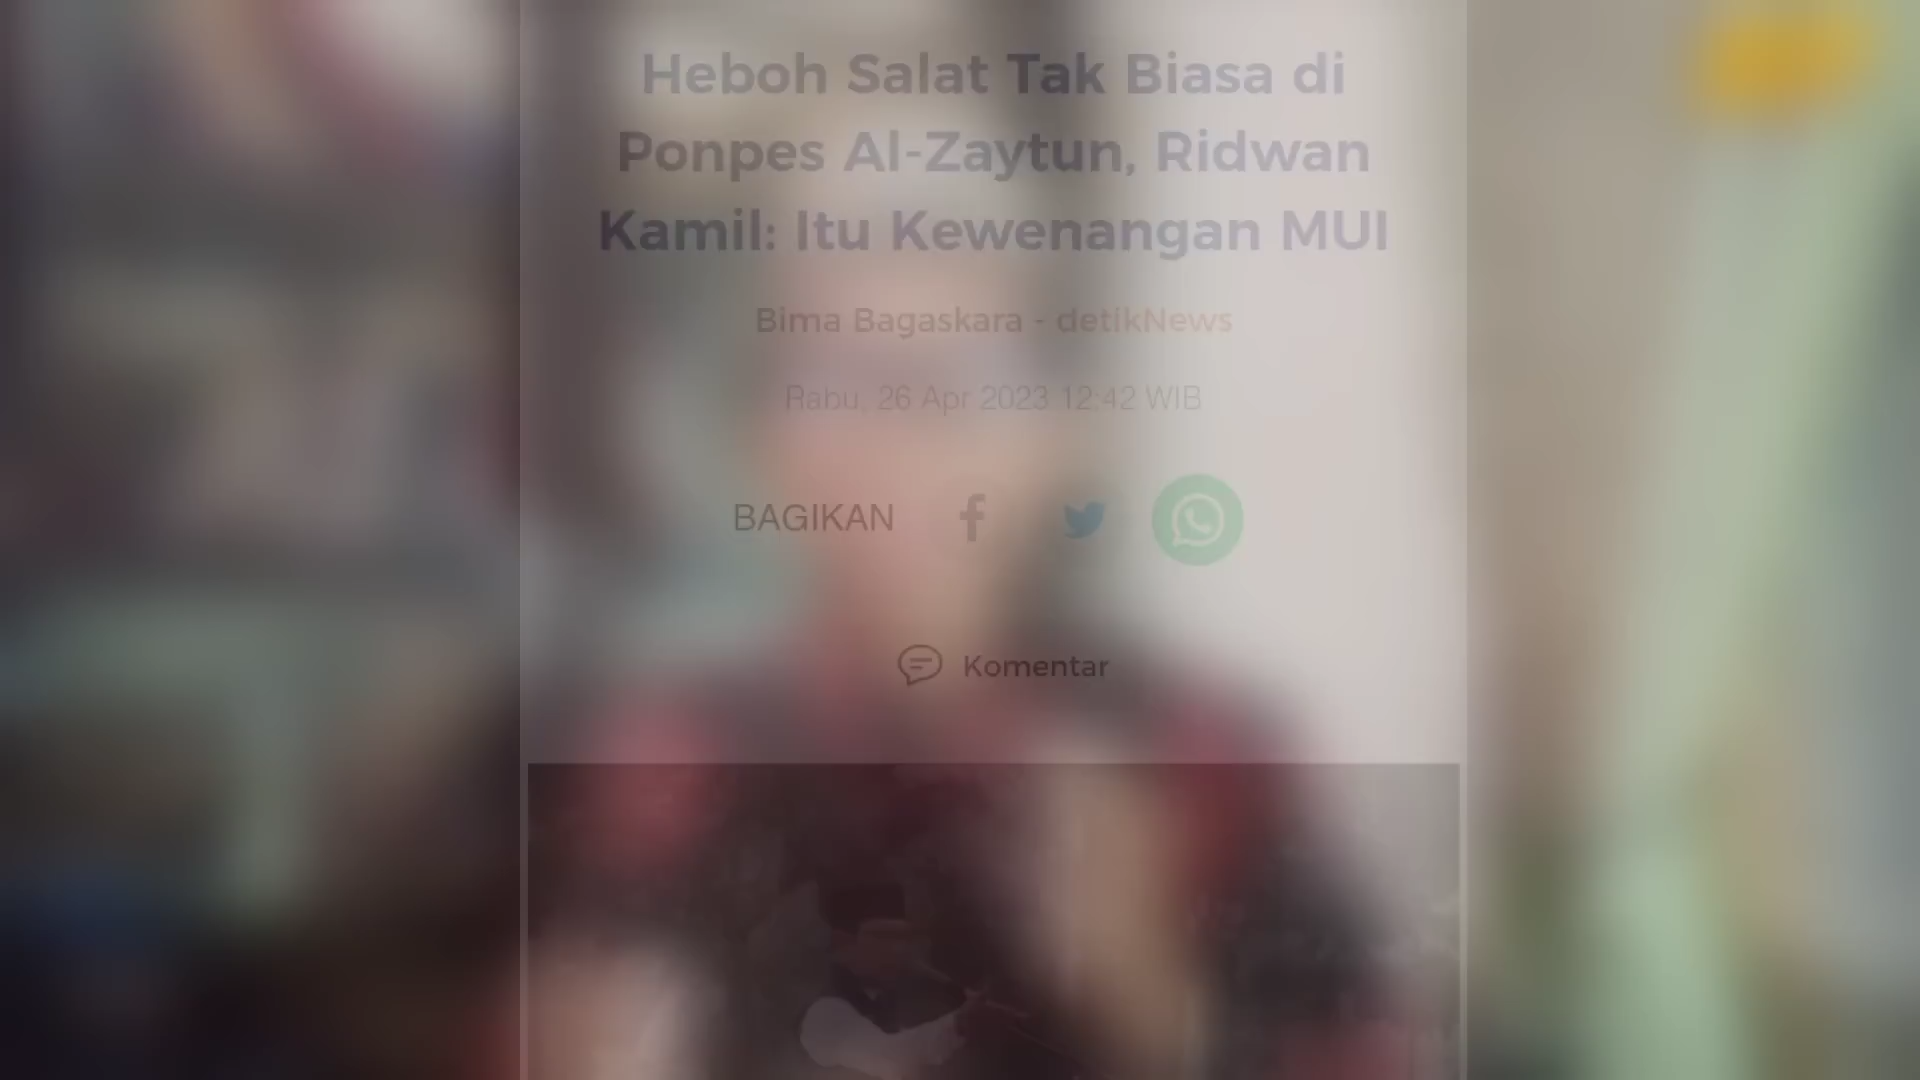 Heboh Salat Tak Biasa di
Ponpes Al-Zaytun, Ridwan
Kamil: Itu Kewenangan MUI
Bima Bagaskara - detikNews
Rabu, 26 Apr 2023 12:42 WIB
BAGIKAN
Komentar